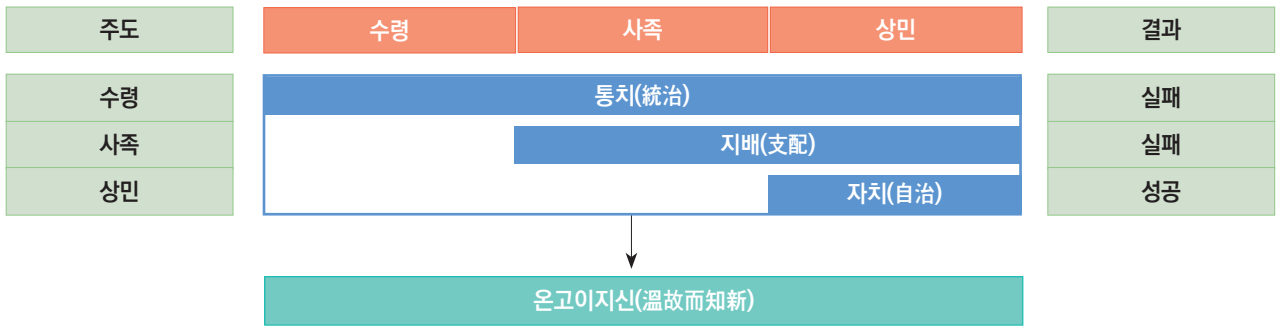 주도 수령 사족 상민 결과
수령 통치(統治) 실패
사족 지배(支配) 실패
상민 자치(自治) 성공
온고이지신(溫故而知新)